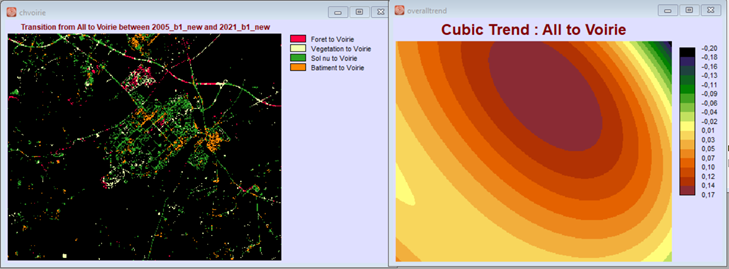 chvoirie
Transition from All to Voirie between 2005_b1_new and 2021_b1_new
Foret to Voirie
Vegetation to Voirie
Sol nu to Voirie
Batiment to Voirie
overalltrend
Cubic Trend : All to Voirie
-0,20
-0,18
-0,16
-0,13
-0,11
-0,09
-0,06
-0,04
-0,02
0,01
0,03
0,05
0,07
0,10
0,12
0,14
0,17